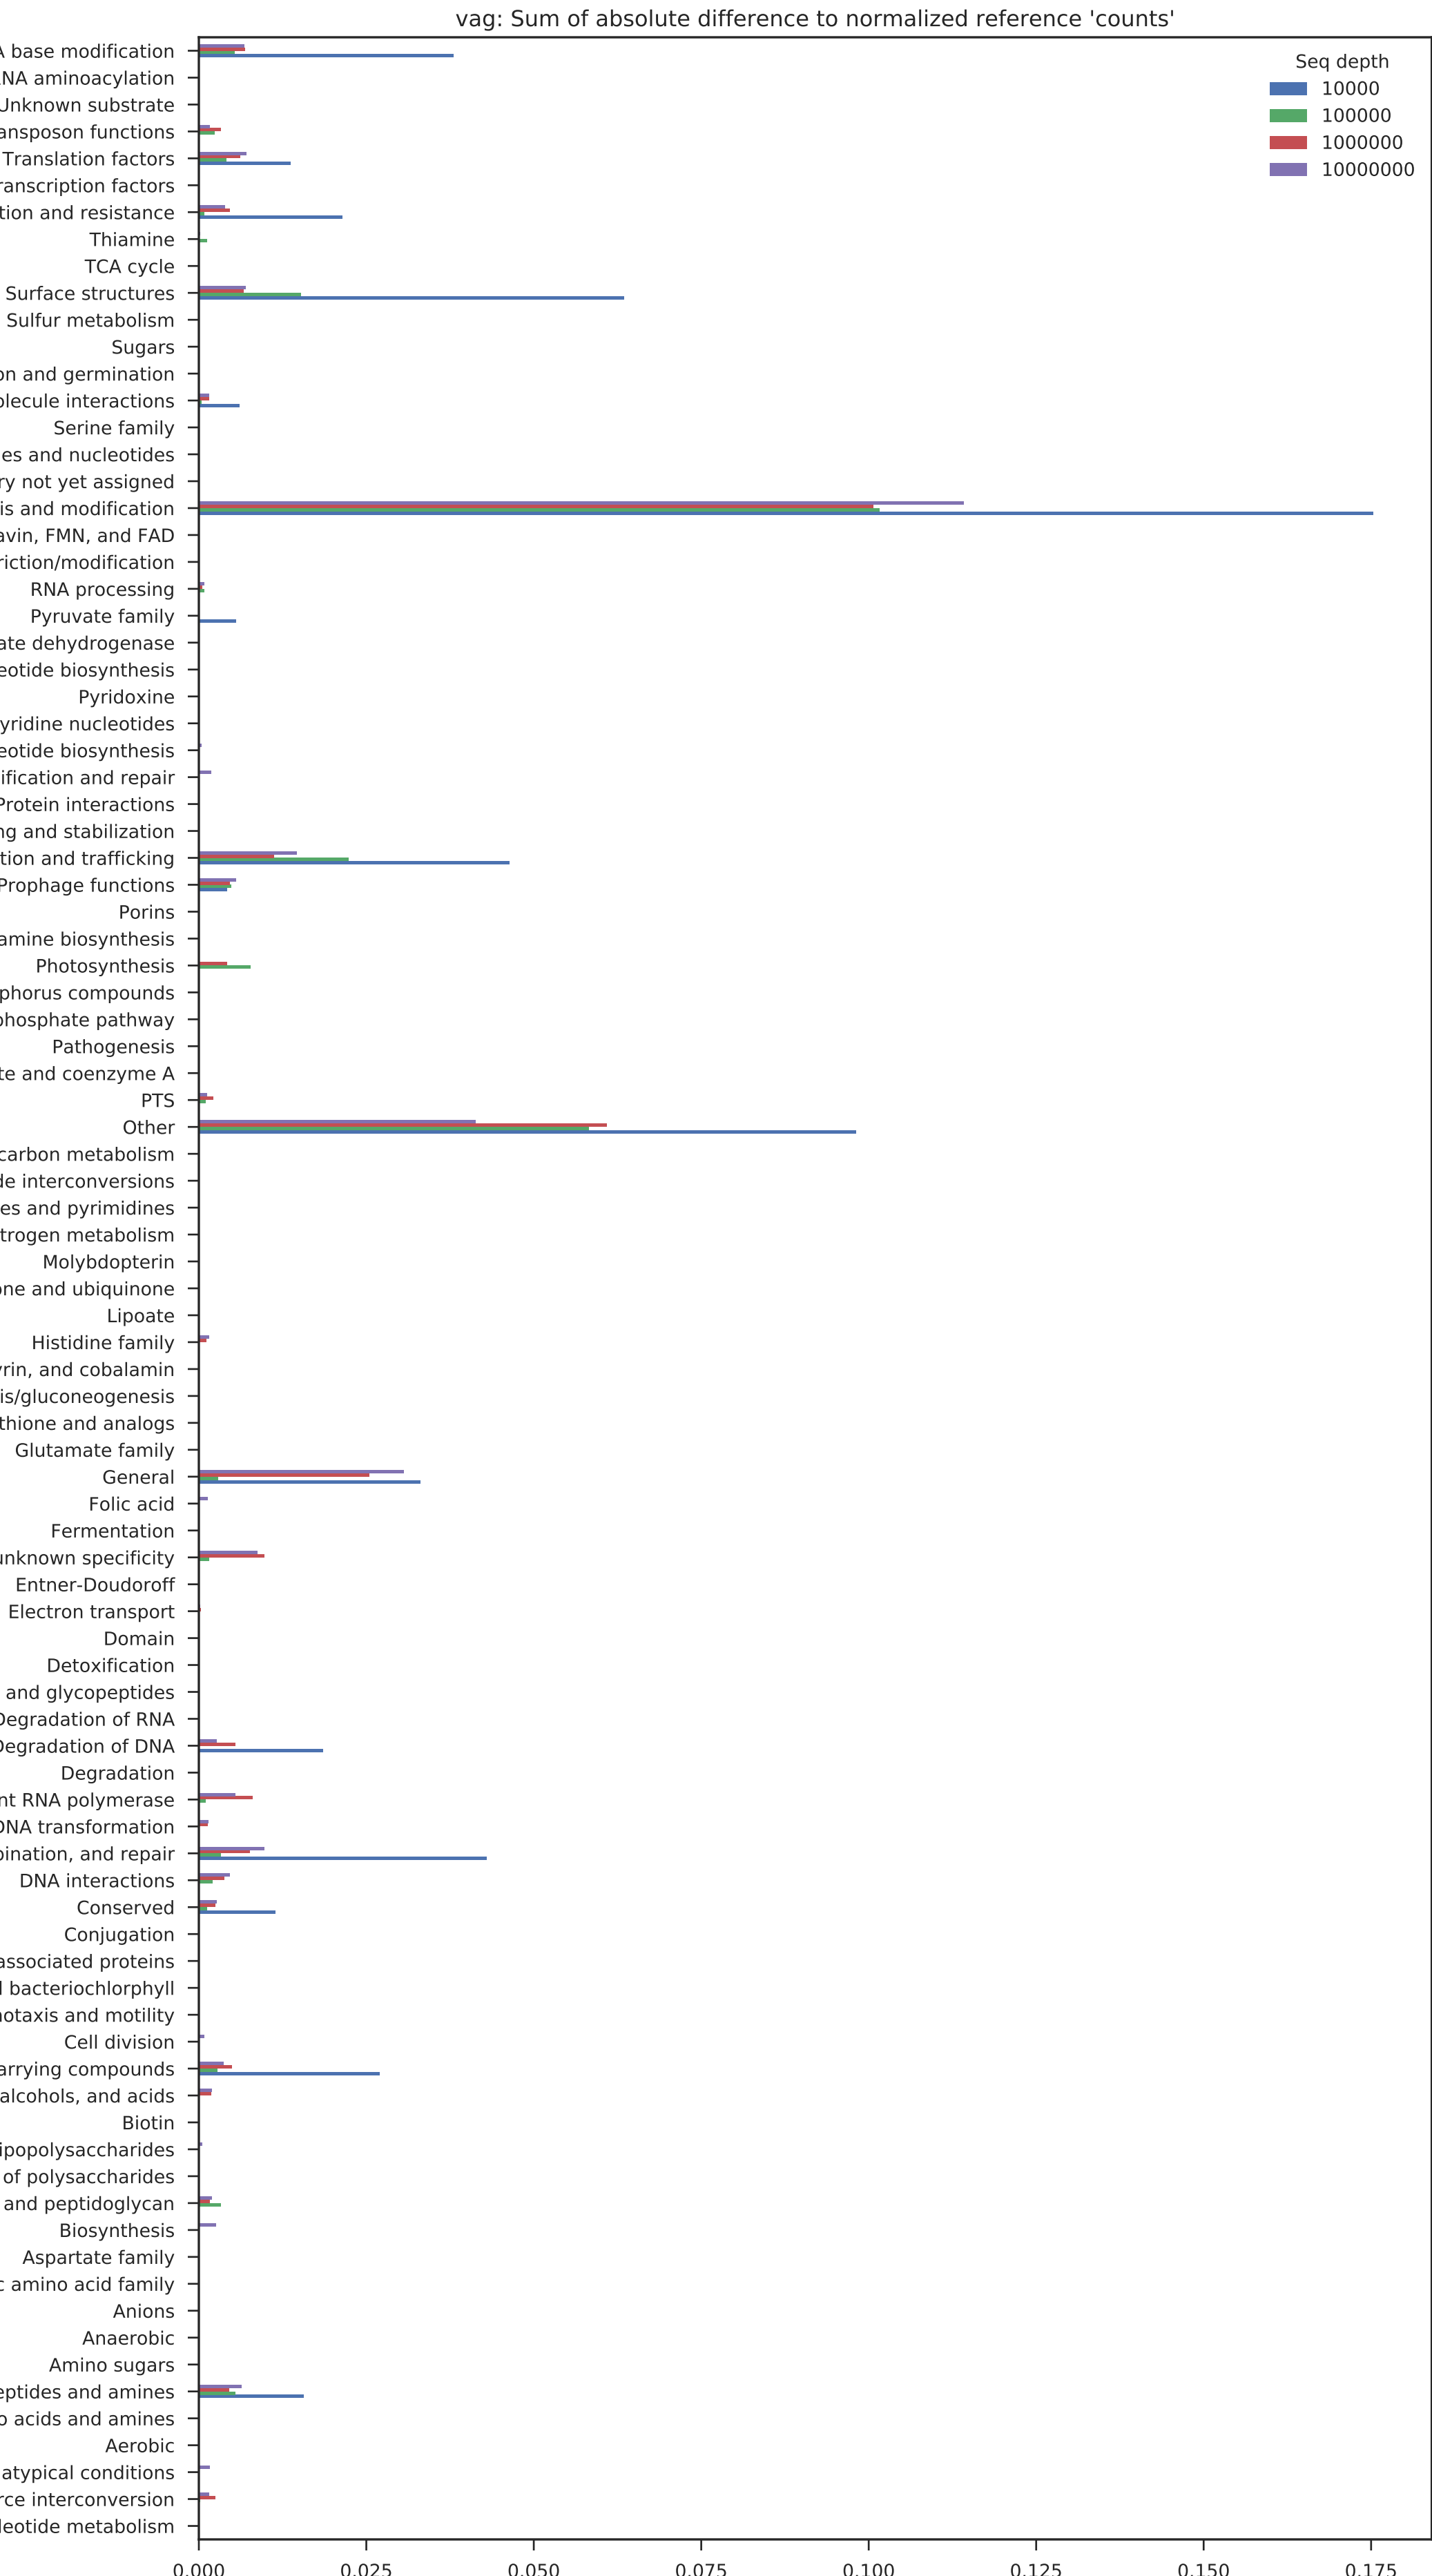 vag: Sum of absolute difference to normalized reference 'counts'
Seq depth
10000
100000
1000000
10000000
A base modification
NA aminoacylation
Unknown substrate
ansposon functions
Translation factors
ranscription factors
tion and resistance
Thiamine
TCA cycle
Surface structures
Sulfur metabolism
Sugars
on and germination
olecule interactions
Serine family
es and nucleotides
ry not yet assigned
is and modification
avin, FMN, and FAD
riction/modification
RNA processing
Pyruvate family
ate dehydrogenase
eotide biosynthesis
Pyridoxine
yridine nucleotides
eotide biosynthesis
ification and repair
Protein interactions
ng and stabilization
tion and trafficking
Prophage functions
Porins
amine biosynthesis
Photosynthesis
phorus compounds
phosphate pathway
Pathogenesis
te and coenzyme A
PTS
Other
carbon metabolism
de interconversions
es and pyrimidines
trogen metabolism
Molybdopterin
one and ubiquinone
Lipoate
Histidine family
yrin, and cobalamin
is/gluconeogenesis
thione and analogs
Glutamate family
General
Folic acid
Fermentation
unknown specificity
Entner-Doudoroff
Electron transport
Domain
Detoxification
and glycopeptides
Degradation of RNA
Degradation of DNA
Degradation
nt RNA polymerase
DNA transformation
bination, and repair
DNA interactions
Conserved
Conjugation
associated proteins
d bacteriochlorphyll
notaxis and motility
Cell division
arrying compounds
alcohols, and acids
Biotin
ipopolysaccharides
of polysaccharides
and peptidoglycan
Biosynthesis
Aspartate family
c amino acid family
Anions
Anaerobic
Amino sugars
eptides and amines
o acids and amines
Aerobic
atypical conditions
rce interconversion
leotide metabolism
0.000 0.025 0.050 0.075 0.100 0.125 0.150 0.175